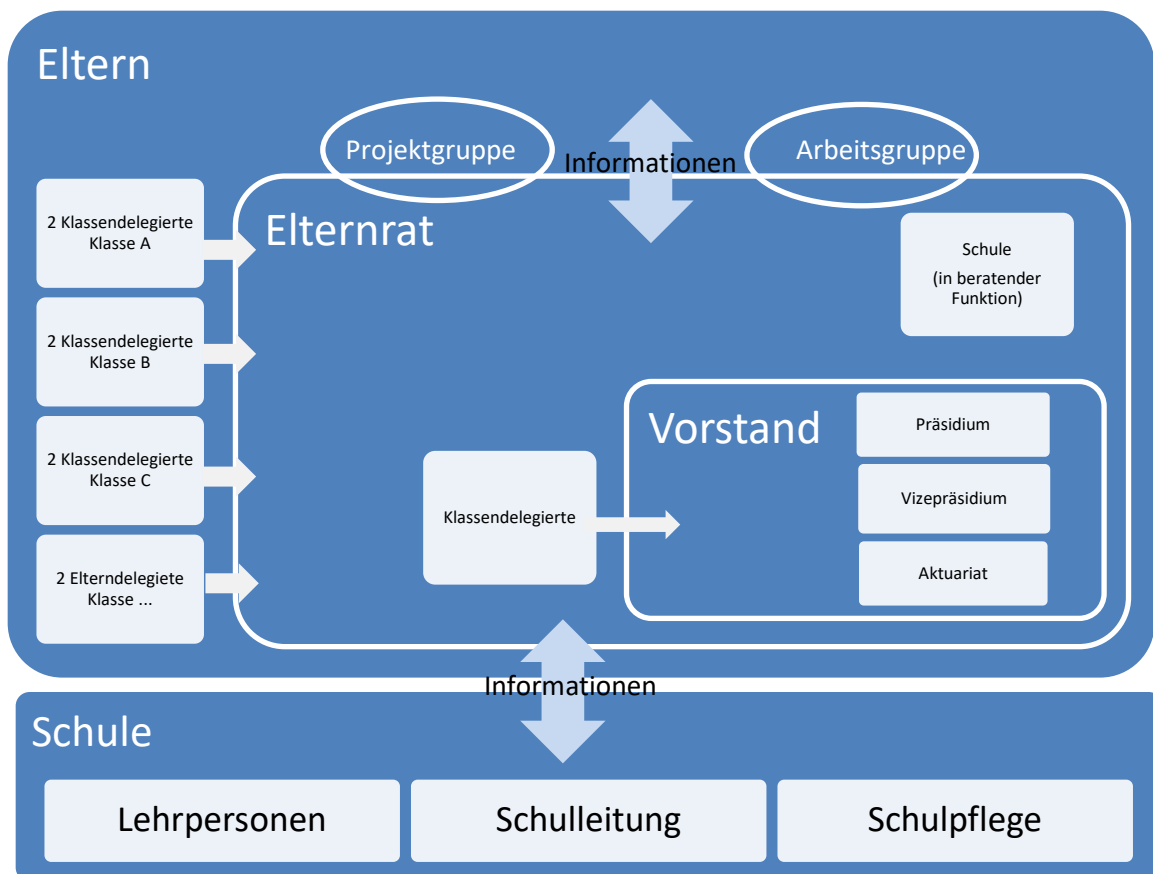 Eltern
Projektgruppe
Informationen
Arbeitsgruppe
2 Klassendelegierte
Klasse A
Elternrat
Schule
(in beratender
Funktion)
2 Klassendelegierte
Klasse B
Vorstand
Präsidium
2 Klassendelegierte
Klasse C
Klassendelegierte
Vizepräsidium
Aktuariat
2 Elterndelegiete
Klasse ...
Informationen
Schule
Lehrpersonen
Schulleitung
Schulpflege